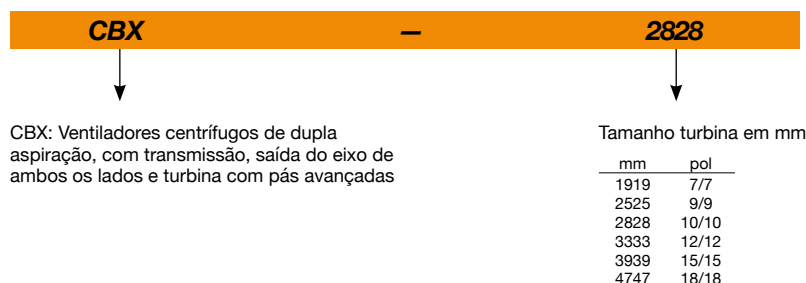 CBX — 2828
CBX: Ventiladores centrífugos de dupla
aspiração, com transmissão, saída do eixo de
ambos os lados e turbina com pás avançadas
Tamanho turbina em mm
mm pol
1919 7/7
2525 9/9
2828 10/10
3333 12/12
3939 15/15
4747 18/18